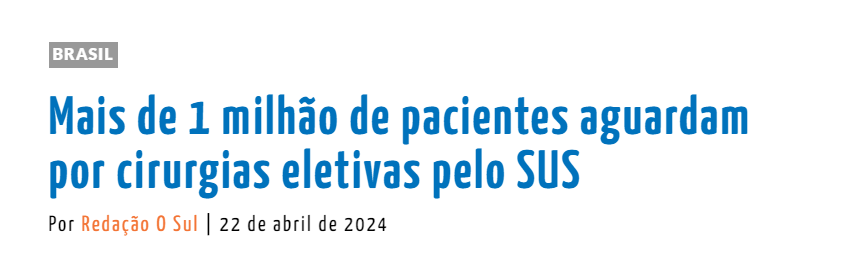 BRASIL
Mais de 1 milhão de pacientes aguardam
por cirurgias eletivas pelo SUS
Por Redação O Sul | 22 de abril de 2024